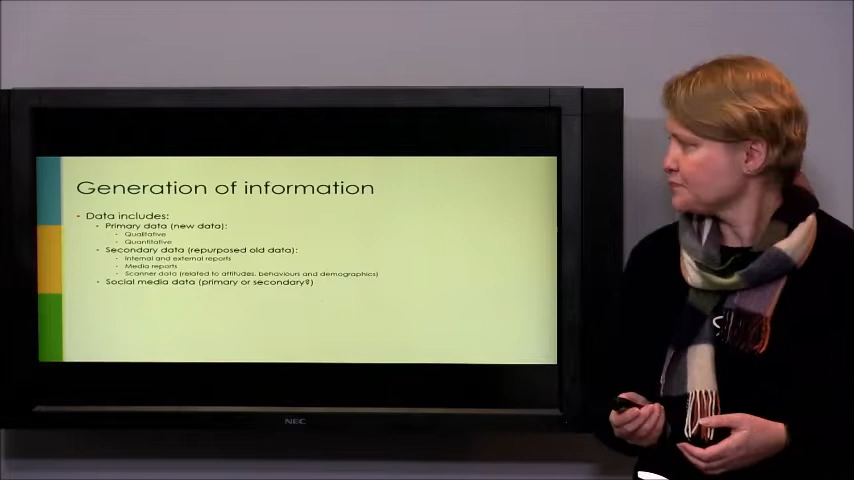 Generation of information
Data includes:
Primary data (new data):
Qualitative
Quantitative
Secondary data (repurposed old data):
Internal and external reports
Media reports
Scanner data (related to attitudes, behaviours and demographics)
Social media data (primary or secondary?)
NEC